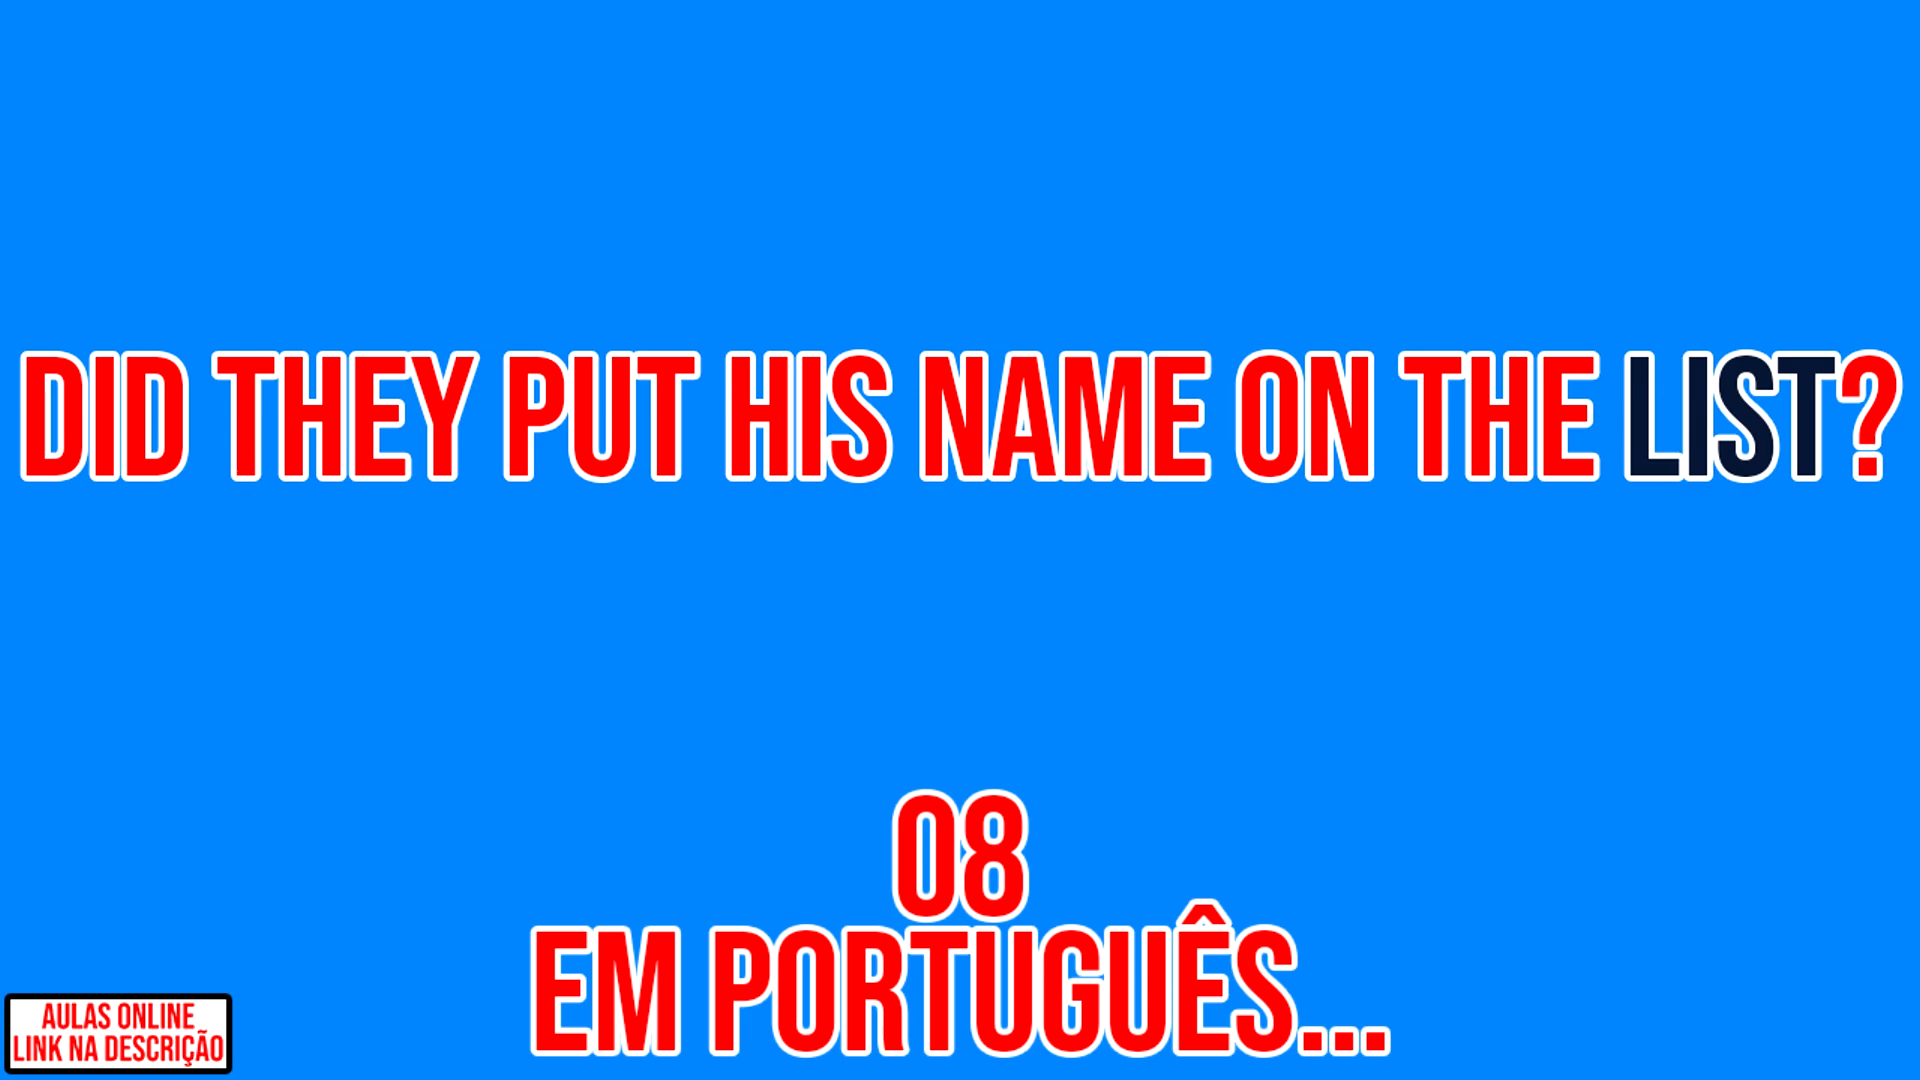 DID THEY PUT HIS NAME ON THE LIST?
08
EM PORTUGUÊS...
AULAS ONLINE
LINK NA DESCRIÇÃO